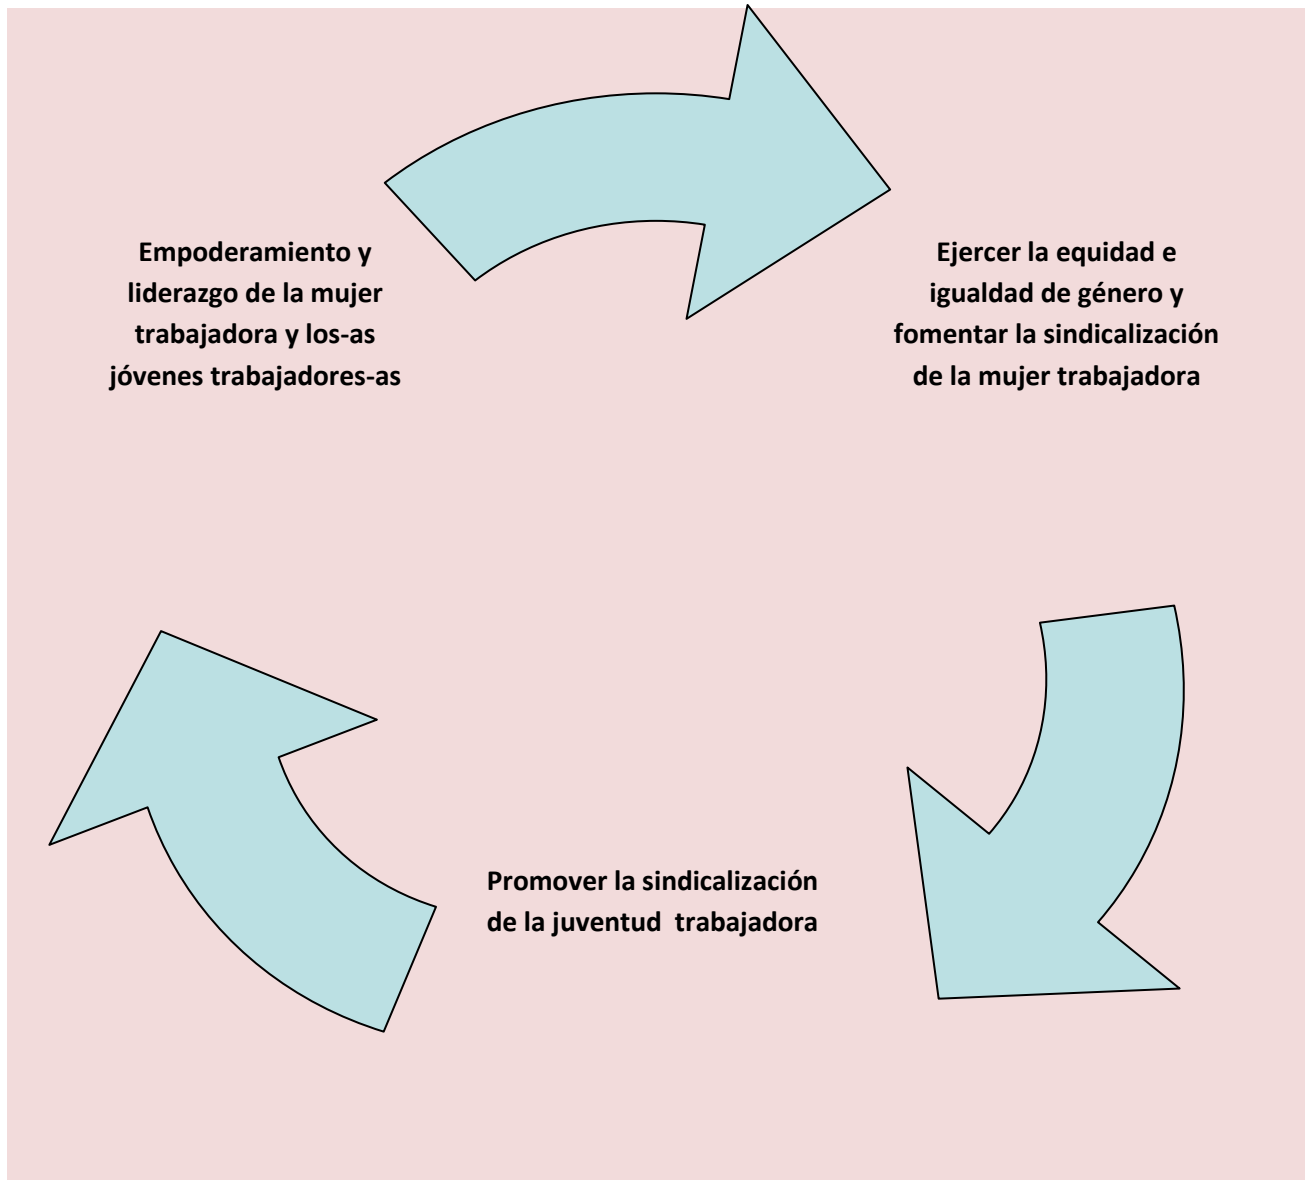 Empoderamiento y
liderazgo de la mujer
trabajadora y los-as
jóvenes trabajadores-as
Ejercer la equidad e
igualdad de género y
fomentar la sindicalización
de la mujer trabajadora
Promover la sindicalización
de la juventud  trabajadora